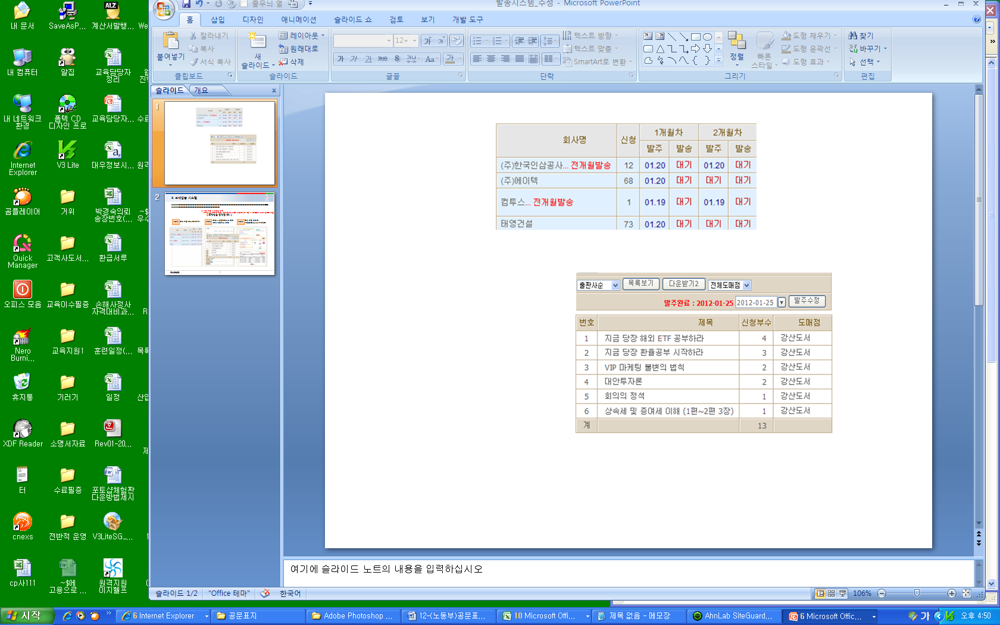 내 문서
SaveAsP...
계산서발행...
내 컴퓨터
알집
교육담당자
정리
내 네트워크
환경
폼텍 CD
디자인 프로
교육담당자...
Internet
Explorer
V3 Lite
대우정보시...
곰플레이어
거위
박경숙의뢰
송장번호(...
Quick
Manager
고객사도서...
환급서류
오피스 모음
교육이수필증
손해사정사
자격대비과...
Nero
Burni...
교육지원1
훈련일정(...
휴지통
기러기
일정
XDF Reader
소명서자료
Rev01-20...
터
수료필증
포토샵체험판
다운방법제시
cnexs
전반적 운영
V3LiteSG_...
cp사111
~$에
고용으로 ...
원격지원
이지헬프
줄무늬 열
발송시스템_수정 - Microsoft PowerPoint
홈
삽입
디자인
애니메이션
슬라이드 쇼
검토
보기
개발 도구
붙여넣기
잘라내기
복사
서식 복사
클립보드
새
슬라이드
레이아웃
원래대로
삭제
슬라이드
12
글꼴
텍스트 방향
텍스트 맞춤
SmartArt로 변환
단락
정렬
빠른
스타일
도형 채우기
도형 윤곽선
도형 효과
그리기
찾기
바꾸기
선택
편집
슬라이드
개요
1
2
회사명 신청 1개월차 2개월차
발주 발송 발주 발송
(주)한국인삼공사... 전개월발송 12 01.20 대기 01.20 대기
(주)에이텍 68 01.20 대기 대기 대기
컴투스... 전개월발송 1 01.19 대기 01.19 대기
태영건설 73 01.20 대기 대기 대기
출판사순 목록보기 다운받기2 전체도매점
발주완료 : 2012-01-25 2012-01-25 발주수정
번호 제목 신청부수 도매점
1 지금 당장 해외 ETF 공부하라 4 강산도서
2 지금 당장 환율공부 시작하라 3 강산도서
3 VIP 마케팅 불변의 법칙 2 강산도서
4 대안투자론 2 강산도서
5 회의의 정석 1 강산도서
6 상속세 및 증여세 이해 (1편~2편 3장) 1 강산도서
계 13
여기에 슬라이드 노트의 내용을 입력하십시오
슬라이드 1/2
"Office 테마"
한국어
106%
시작
6 Internet Explorer
공문표지
Adobe Photoshop ...
12-(노동부)공문표...
10 Microsoft Offi...
제목 없음 - 메모장
AhnLab SiteGuard...
6 Microsoft Offic...
가
오후 4:50